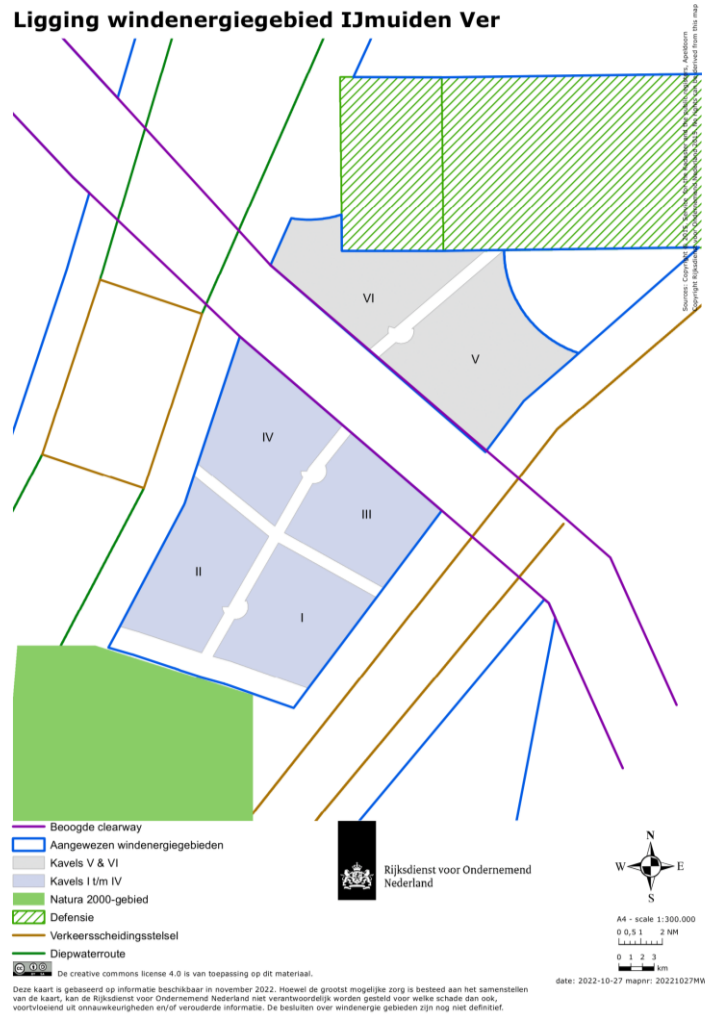 Ligging windenergiegebied IJmuiden Ver
VI
V
IV
III
II
I
Beoogde clearway
Aangewezen windenergiegebieden
Kavels V & VI
Kavels I t/m IV
Natura 2000-gebied
Defensie
Verkeersscheidingsstelsel
Diepwaterroute
Rijksdienst voor Ondernemend
Nederland
N
W E
S
A4 - scale 1:300.000
0 0,5 1 2 NM
0 1 2 3
km
date: 2022-10-27 mapnr: 20221027MW
De creative commons license 4.0 is van toepassing op dit materiaal.
Deze kaart is gebaseerd op informatie beschikbaar in november 2022. Hoewel de grootst mogelijke zorg is besteed aan het samenstellen
van de kaart, kan de Rijksdienst voor Ondernemend Nederland niet verantwoordelijk worden gesteld voor welke schade dan ook,
voortvloeiend uit onnauwkeurigheden en/of verouderde informatie. De besluiten over windenergie gebieden zijn nog niet definitief.